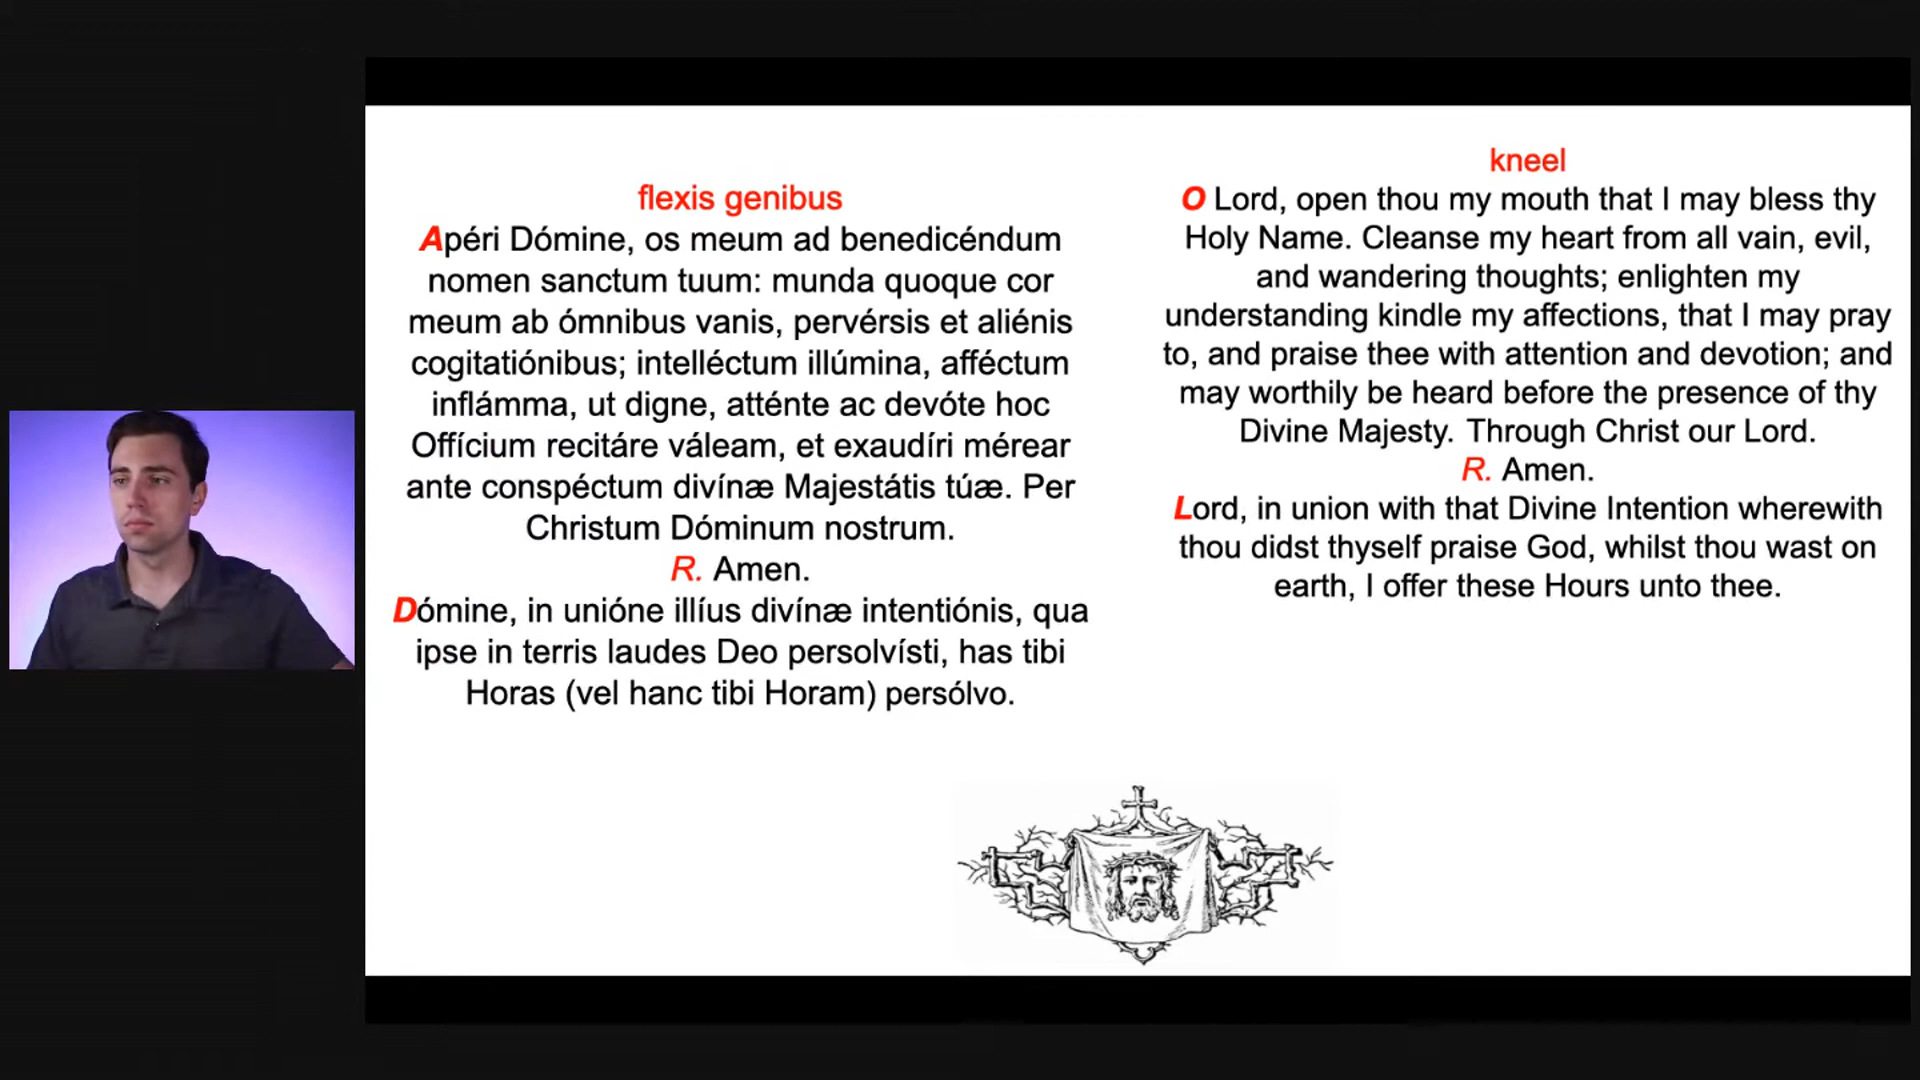 flexis genibus
Apéri Dómine, os meum ad benedicéndum
nomen sanctum tuum: munda quoque cor
meum ab ómnibus vanis, pervérsis et aliénis
cogitatiónibus; intelléctum illúmina, afféctum
inflámma, ut digne, atténte ac devóte hoc
Offícium recitáre váleam, et exaudíri mérear
ante conspéctum divínæ Majestátis túæ. Per
Christum Dóminum nostrum.
R. Amen.
Dómine, in unióne illíus divínæ intentiónis, qua
ipse in terris laudes Deo persolvísti, has tibi
Horas (vel hanc tibi Horam) persólvo.
kneel
O Lord, open thou my mouth that I may bless thy
Holy Name. Cleanse my heart from all vain, evil,
and wandering thoughts; enlighten my
understanding kindle my affections, that I may pray
to, and praise thee with attention and devotion; and
may worthily be heard before the presence of thy
Divine Majesty. Through Christ our Lord.
R. Amen.
Lord, in union with that Divine Intention wherewith
thou didst thyself praise God, whilst thou wast on
earth, I offer these Hours unto thee.